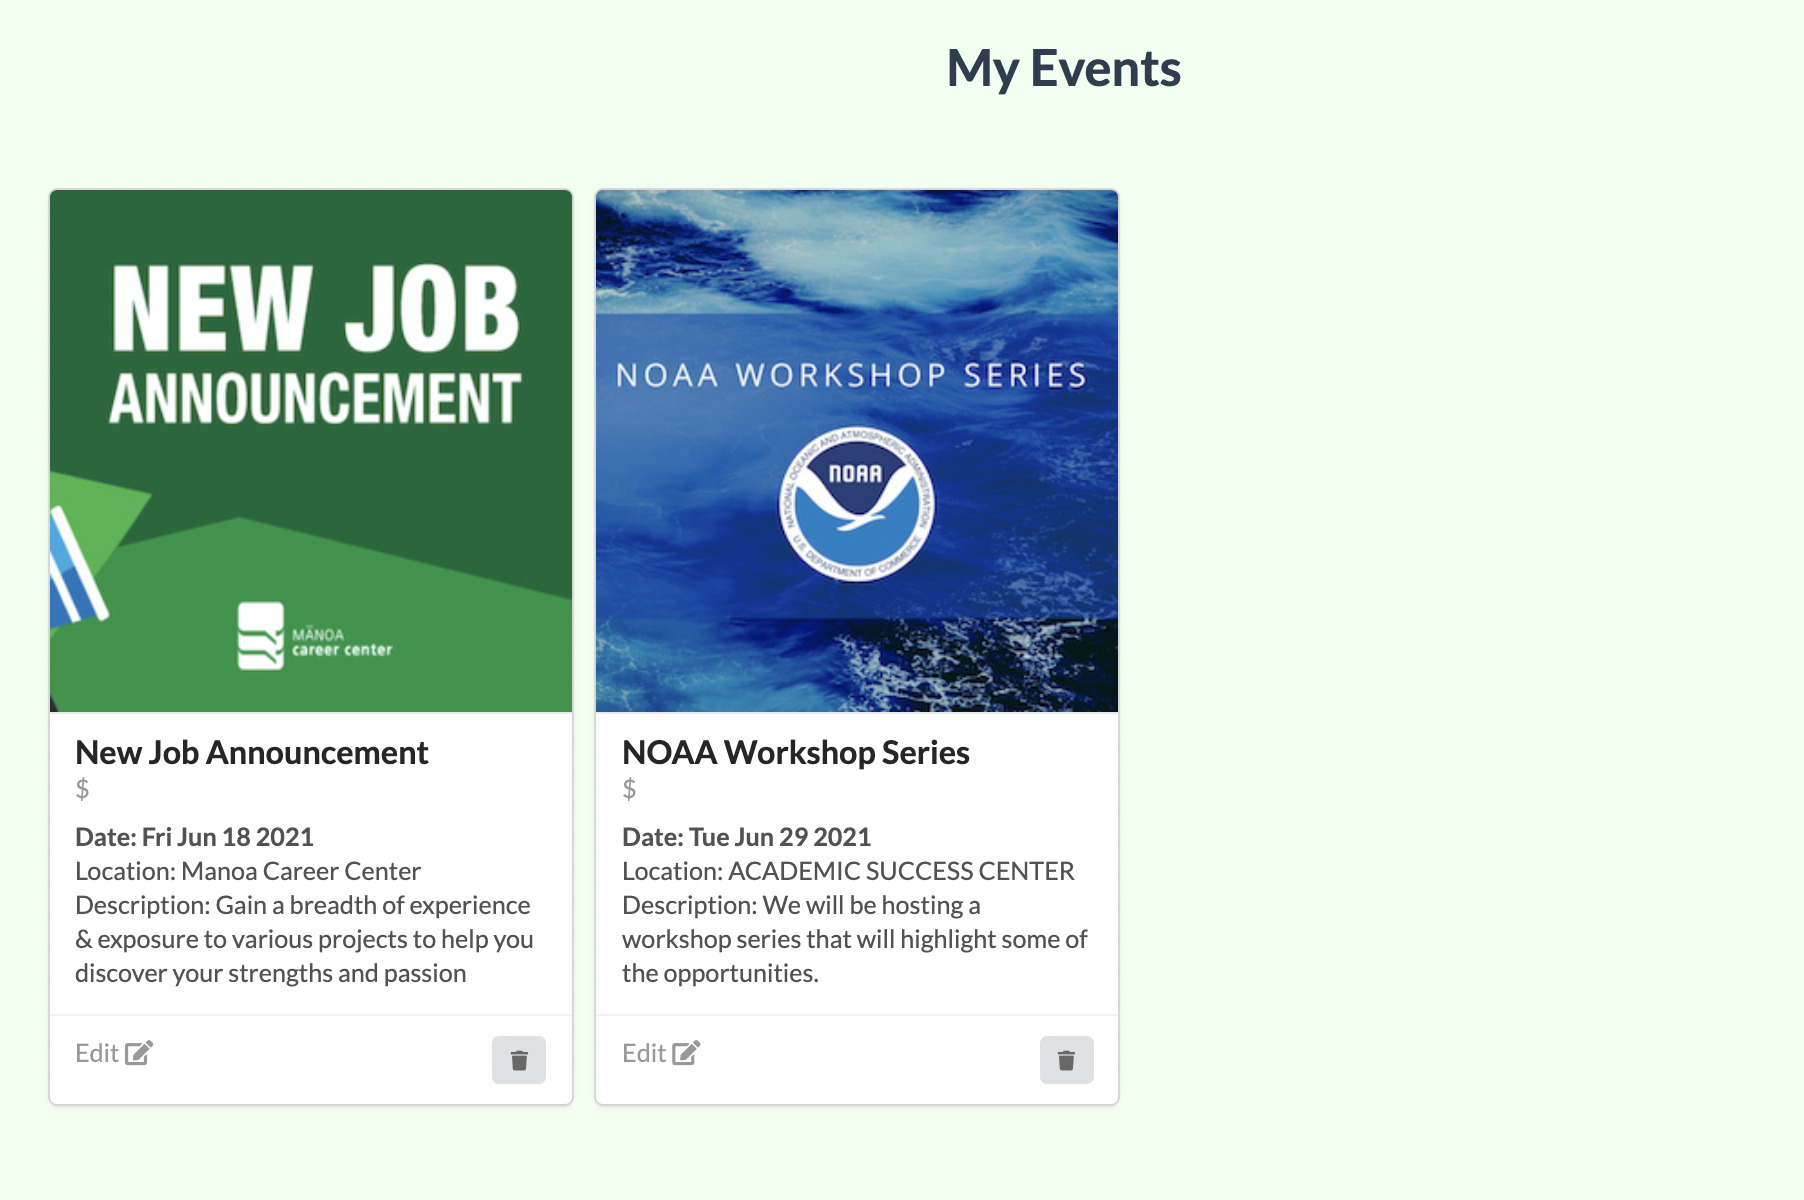 My Events
NEW JOB
ANNOUNCEMENT
MĀNOA
career center
New Job Announcement
$
Date: Fri Jun 18 2021
Location: Manoa Career Center
Description: Gain a breadth of experience
& exposure to various projects to help you
discover your strengths and passion
Edit
NOAA WORKSHOP SERIES
NATIONAL OCEANIC AND ATMOSPHERIC ADMINISTRATION
NOAA
U.S. DEPARTMENT OF COMMERCE
NOAA Workshop Series
$
Date: Tue Jun 29 2021
Location: ACADEMIC SUCCESS CENTER
Description: We will be hosting a
workshop series that will highlight some of
the opportunities.
Edit